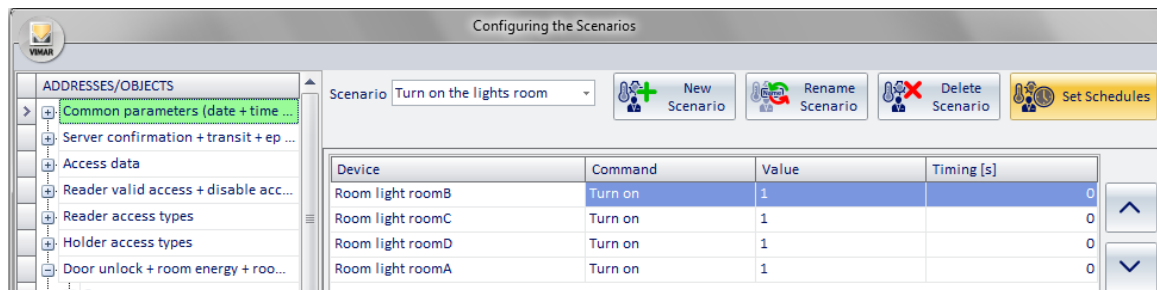 Configuring the Scenarios
VIMAR
ADDRESSES/OBJECTS
Common parameters (date + time ...
Server confirmation + transit + ep ...
Access data
Reader valid access + disable acc...
Reader access types
Holder access types
Door unlock + room energy + roo...
Scenario Turn on the lights room
New Scenario
Rename Scenario
Delete Scenario
Set Schedules
Device Command Value Timing [s]
Room light roomB Turn on 1 0
Room light roomC Turn on 1 0
Room light roomD Turn on 1 0
Room light roomA Turn on 1 0